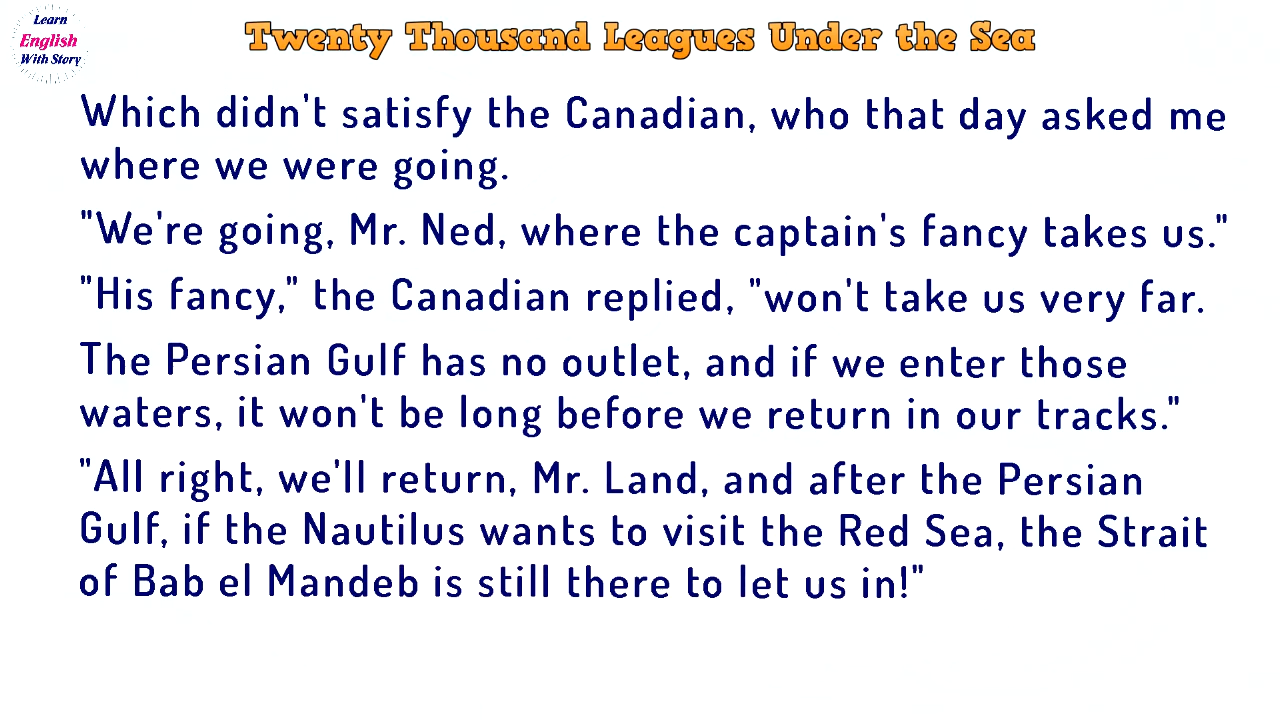 Learn
English
With Story
Twenty Thousand Leagues Under the Sea
Which didn't satisfy the Canadian, who that day asked me
where we were going.
"We're going, Mr. Ned, where the captain's fancy takes us."
"His fancy," the Canadian replied, "won't take us very far.
The Persian Gulf has no outlet, and if we enter those
waters, it won't be long before we return in our tracks."
"All right, we'll return, Mr. Land, and after the Persian
Gulf, if the Nautilus wants to visit the Red Sea, the Strait
of Bab el Mandeb is still there to let us in!"